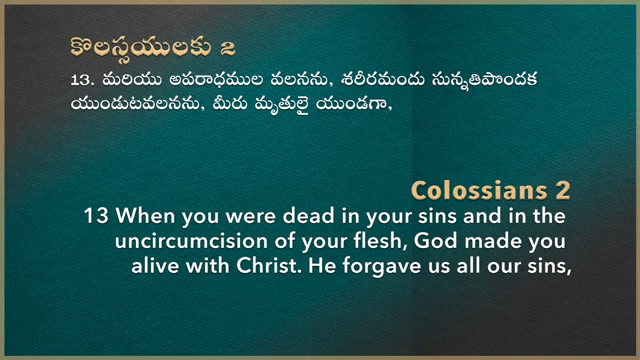 కొలస్సయులకు 2
13. మరియు అపరాధముల వలనను, శరీరమందు సున్నతిపొందక
యుండుటవలనను, మీరు మృతులై యుండగా,
Colossians 2
13 When you were dead in your sins and in the
uncircumcision of your flesh, God made you
alive with Christ. He forgave us all our sins,